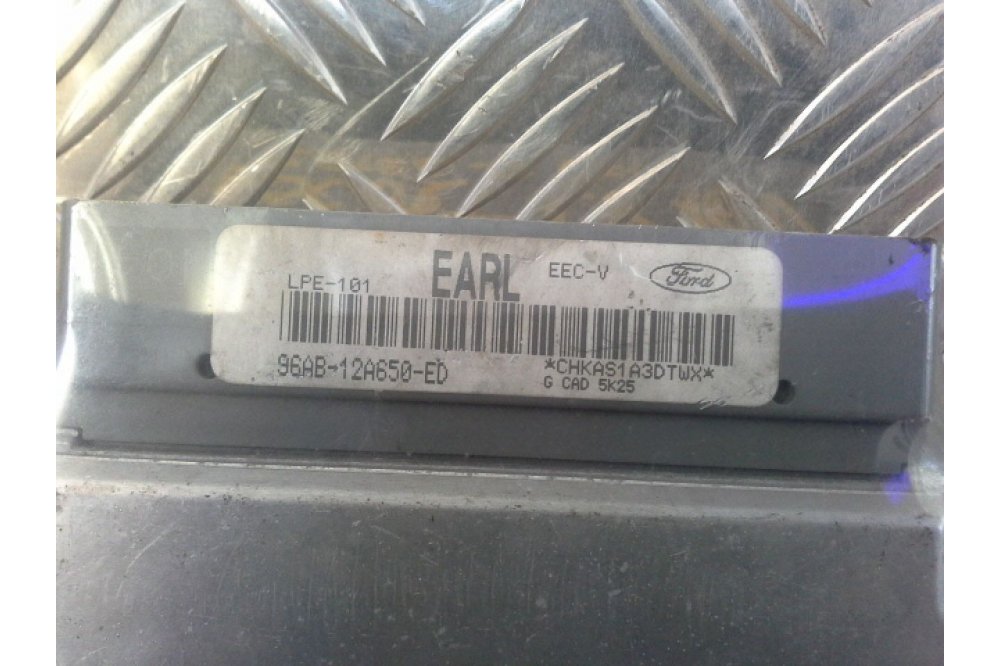 LPE-101 EARL EEC-V Ford
96AB-12A650-ED *CHKAS1A3DTWX*
G CAD 5K25